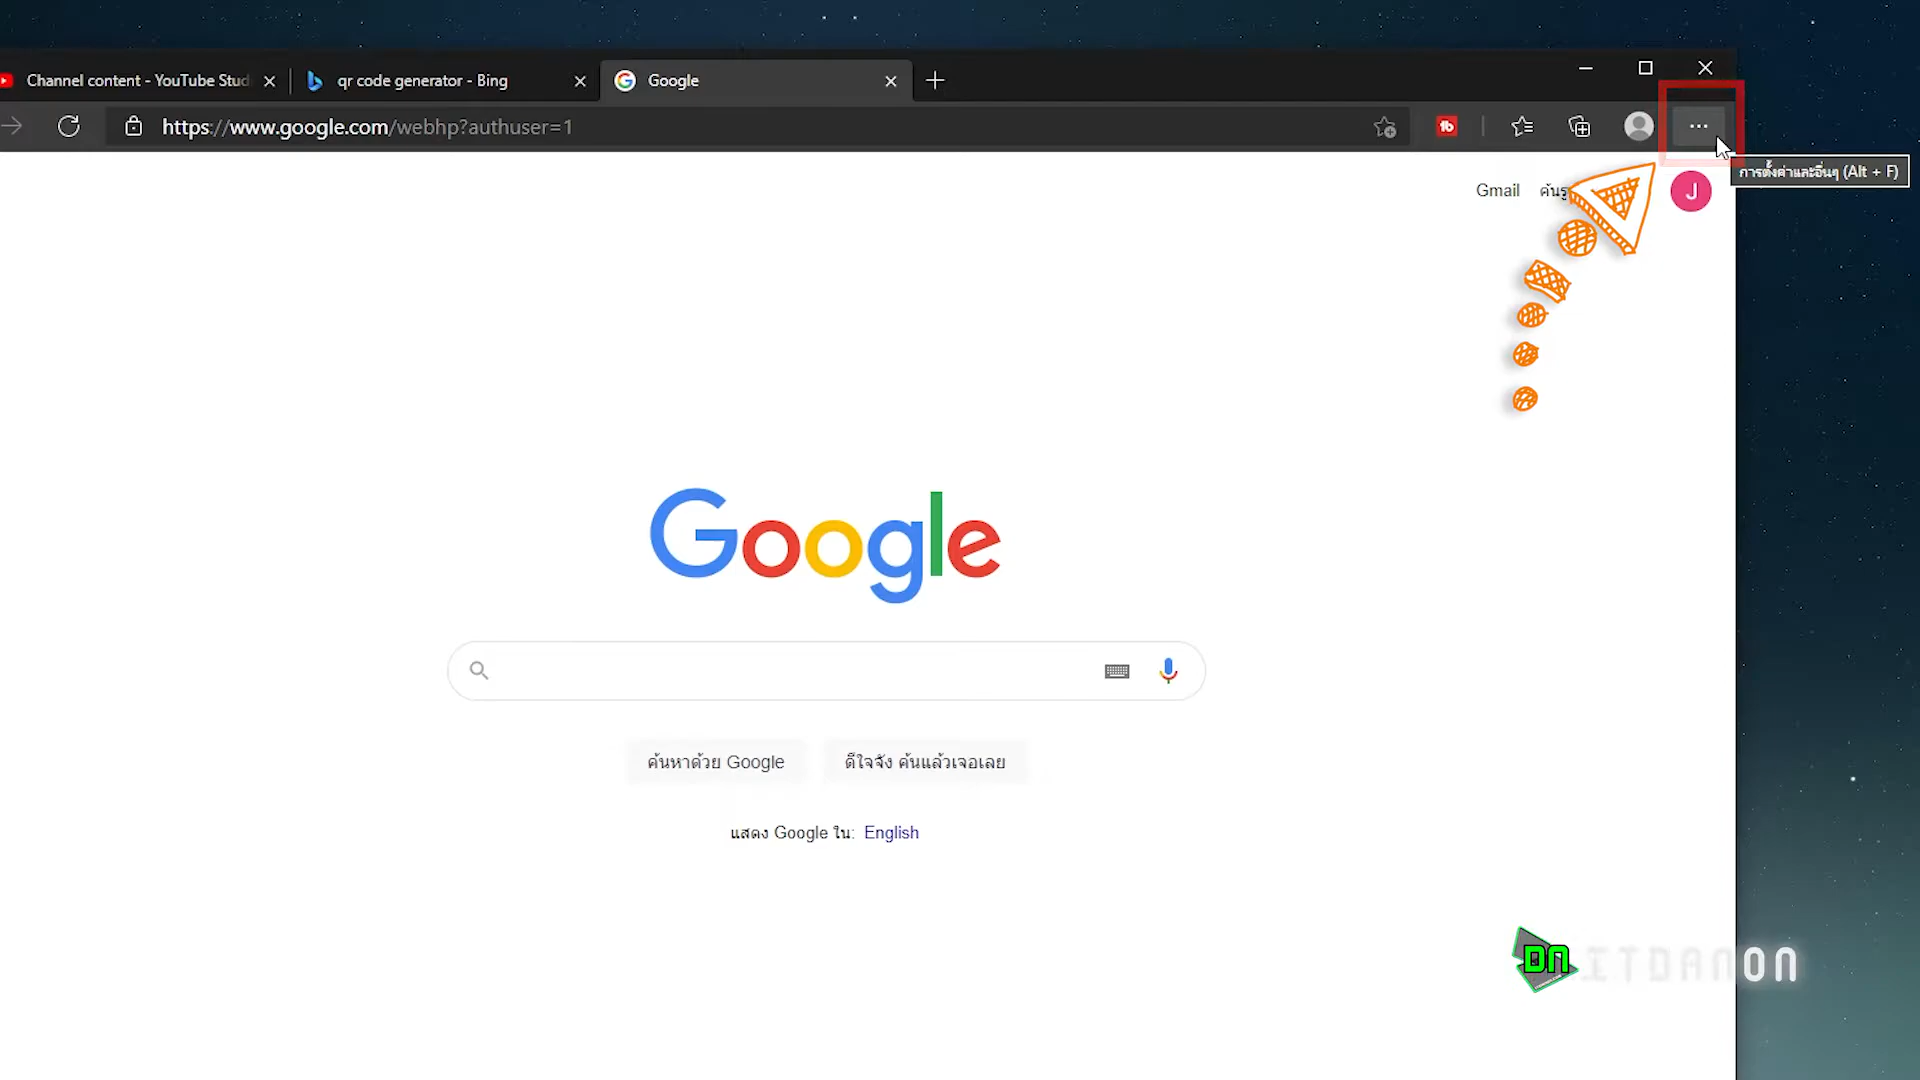 Channel content - YouTube Stud
qr code generator - Bing
Google
https://www.google.com/webhp?authuser=1
การตั้งค่าและอื่นๆ (Alt + F)
Gmail
ค้นรู
J
Google
ค้นหาด้วย Google
ดีใจจัง ค้นแล้วเจอเลย
แสดง Google ใน: English
DN ITDANON